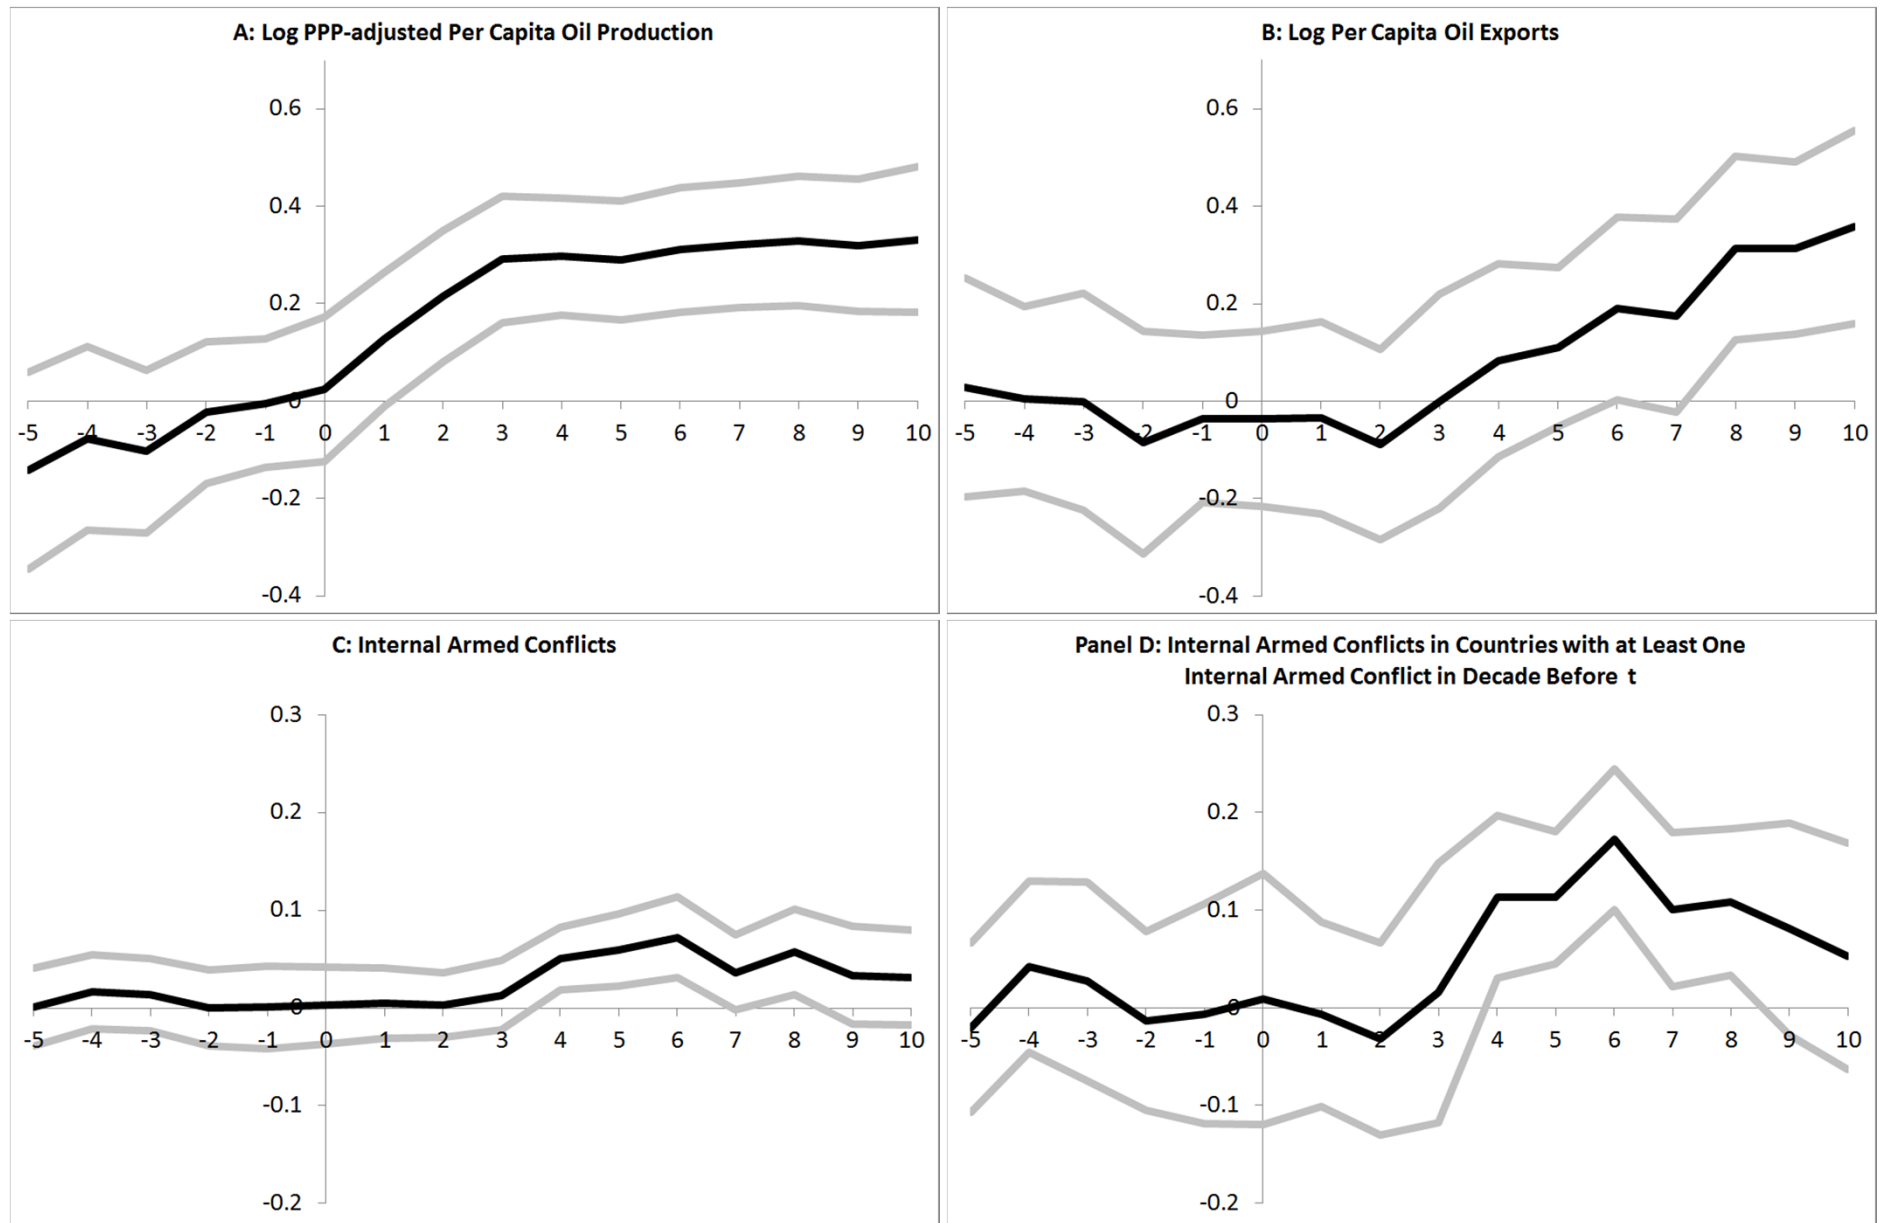 A: Log PPP-adjusted Per Capita Oil Production
0.6
0.4
0.2
0
-5 -4 -3 -2 -1 0 1 2 3 4 5 6 7 8 9 10
-0.2
-0.4
B: Log Per Capita Oil Exports
0.6
0.4
0.2
0
-5 -4 -3 -2 -1 0 1 2 3 4 5 6 7 8 9 10
-0.2
-0.4
C: Internal Armed Conflicts
0.3
0.2
0.1
0
-5 -4 -3 -2 -1 0 1 2 3 4 5 6 7 8 9 10
-0.1
-0.2
Panel D: Internal Armed Conflicts in Countries with at Least One
Internal Armed Conflict in Decade Before t
0.3
0.2
0.1
0
-5 -4 -3 -2 -1 0 1 2 3 4 5 6 7 8 9 10
-0.1
-0.2